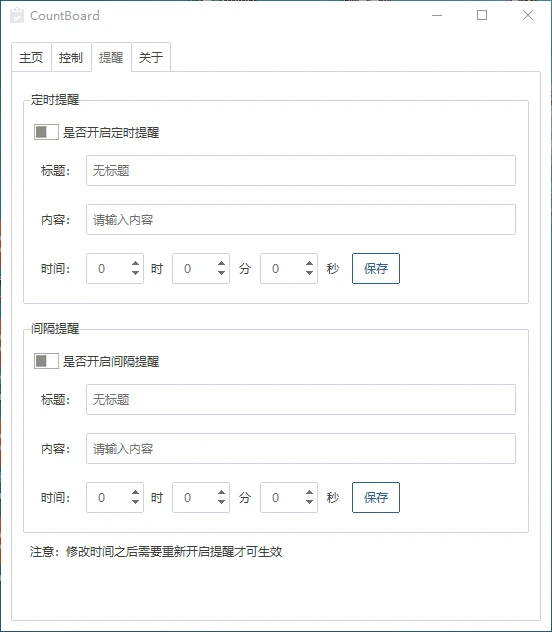 CountBoard
主页 控制 提醒 关于
定时提醒
是否开启定时提醒
标题： 无标题
内容： 请输入内容
时间： 0 时 0 分 0 秒 保存
间隔提醒
是否开启间隔提醒
标题： 无标题
内容： 请输入内容
时间： 0 时 0 分 0 秒 保存
注意：修改时间之后需要重新开启提醒才可生效